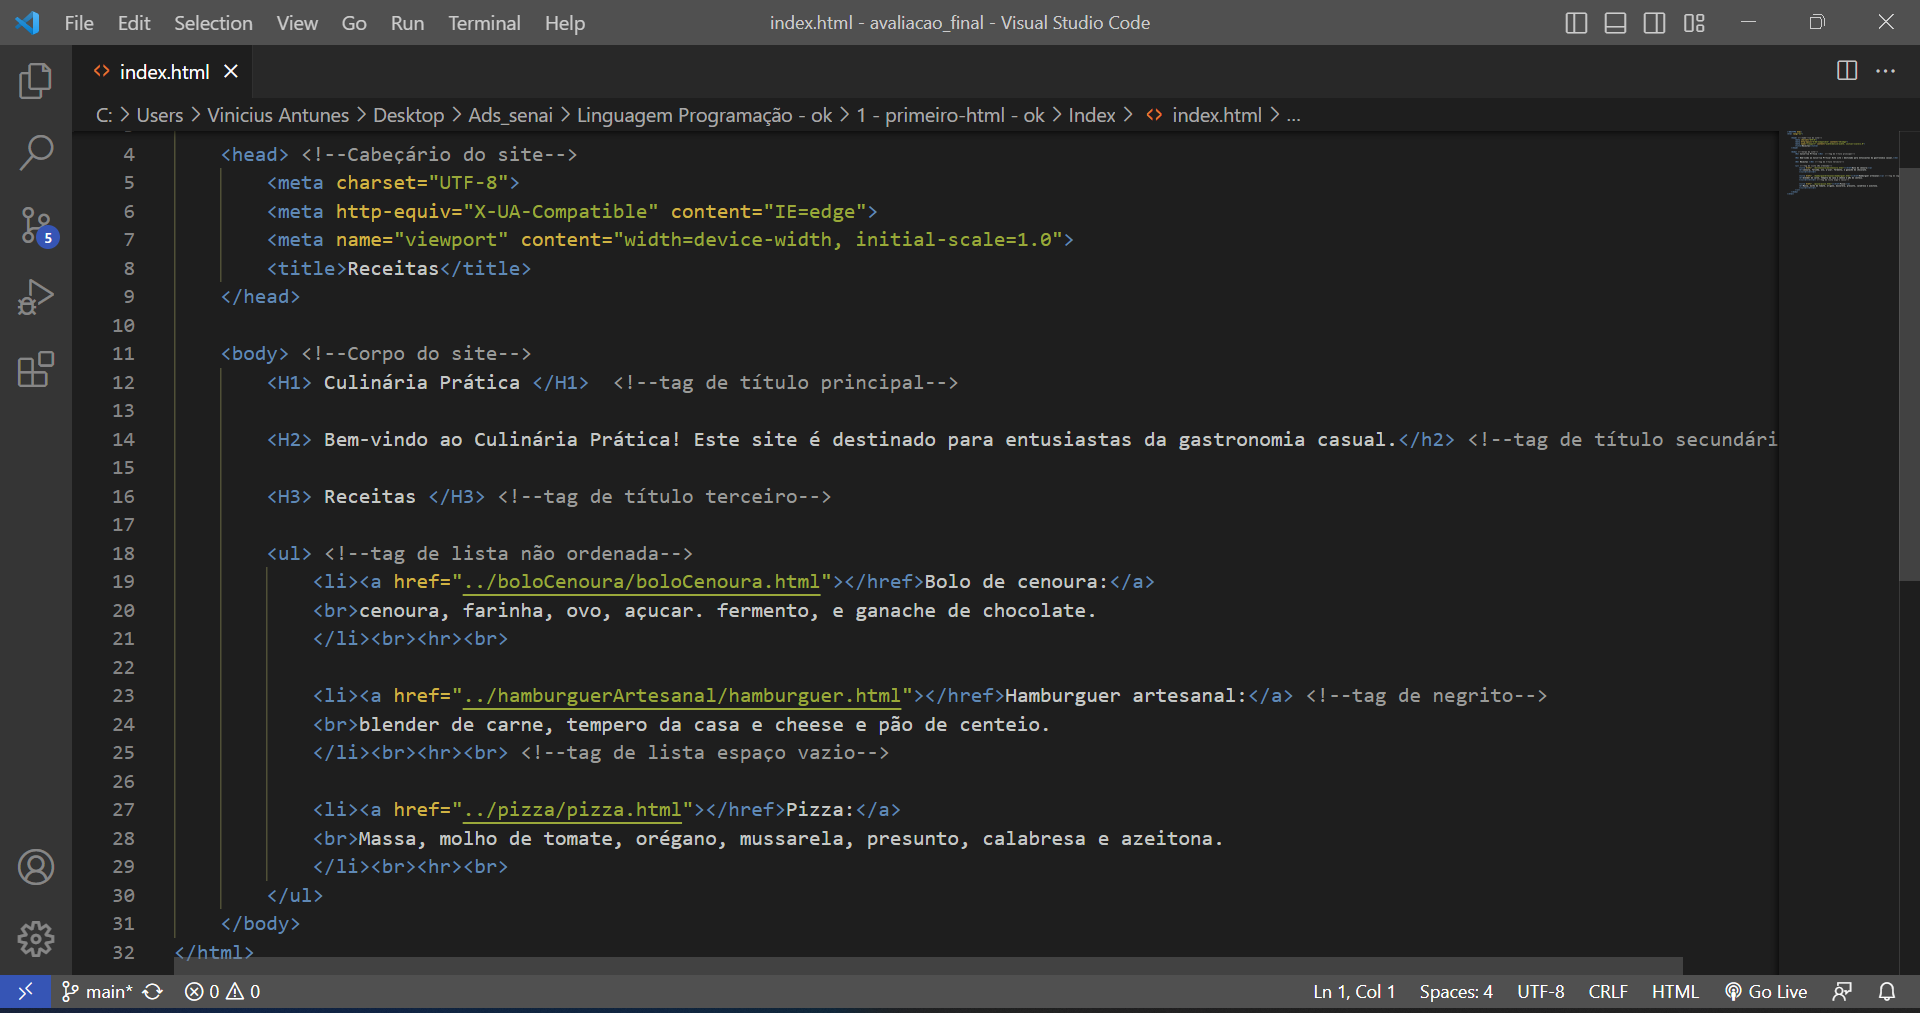 File Edit Selection View Go Run Terminal Help index.html - avaliacao_final - Visual Studio Code
index.html
C: > Users > Vinicius Antunes > Desktop > Ads_senai > Linguagem Programação - ok > 1 - primeiro-html - ok > Index > index.html > ...
4 <head> <!--Cabeçário do site-->
5 <meta charset="UTF-8">
6 <meta http-equiv="X-UA-Compatible" content="IE=edge">
7 <meta name="viewport" content="width=device-width, initial-scale=1.0">
8 <title>Receitas</title>
9 </head>
10
11 <body> <!--Corpo do site-->
12 <H1> Culinária Prática </H1>  <!--tag de título principal-->
13
14 <H2> Bem-vindo ao Culinária Prática! Este site é destinado para entusiastas da gastronomia casual.</h2> <!--tag de título secundári
15
16 <H3> Receitas </H3> <!--tag de título terceiro-->
17
18 <ul> <!--tag de lista não ordenada-->
19 <li><a href="../boloCenoura/boloCenoura.html"></href>Bolo de cenoura:</a>
20 <br>cenoura, farinha, ovo, açucar. fermento, e ganache de chocolate.
21 </li><br><hr><br>
22
23 <li><a href="../hamburguerArtesanal/hamburguer.html"></href>Hamburguer artesanal:</a> <!--tag de negrito-->
24 <br>blender de carne, tempero da casa e cheese e pão de centeio.
25 </li><br><hr><br> <!--tag de lista espaço vazio-->
26
27 <li><a href="../pizza/pizza.html"></href>Pizza:</a>
28 <br>Massa, molho de tomate, orégano, mussarela, presunto, calabresa e azeitona.
29 </li><br><hr><br>
30 </ul>
31 </body>
32 </html>
5
main* 0 0 Ln 1, Col 1 Spaces: 4 UTF-8 CRLF HTML Go Live